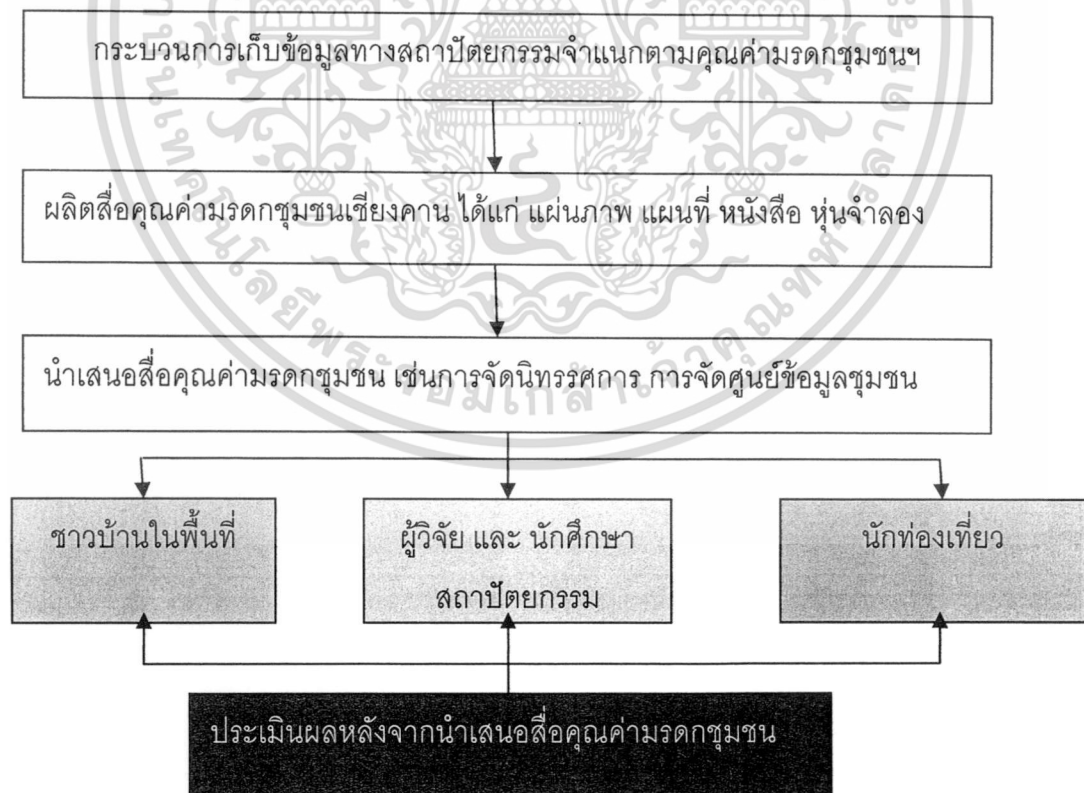 กระบวนการเก็บข้อมูลทางสถาปัตยกรรมจำแนกตามคุณค่ามรดกชุมชนฯ
ผลิตสื่อคุณค่ามรดกชุมชนเชียงคาน ได้แก่ แผ่นภาพ แผนที่ หนังสือ หุ่นจำลอง
นำเสนอสื่อคุณค่ามรดกชุมชน เช่นการจัดนิทรรศการ การจัดศูนย์ข้อมูลชุมชน
ชาวบ้านในพื้นที่
ผู้วิจัย และ นักศึกษา
สถาปัตยกรรม
นักท่องเที่ยว
ประเมินผลหลังจากนำเสนอสื่อคุณค่ามรดกชุมชน